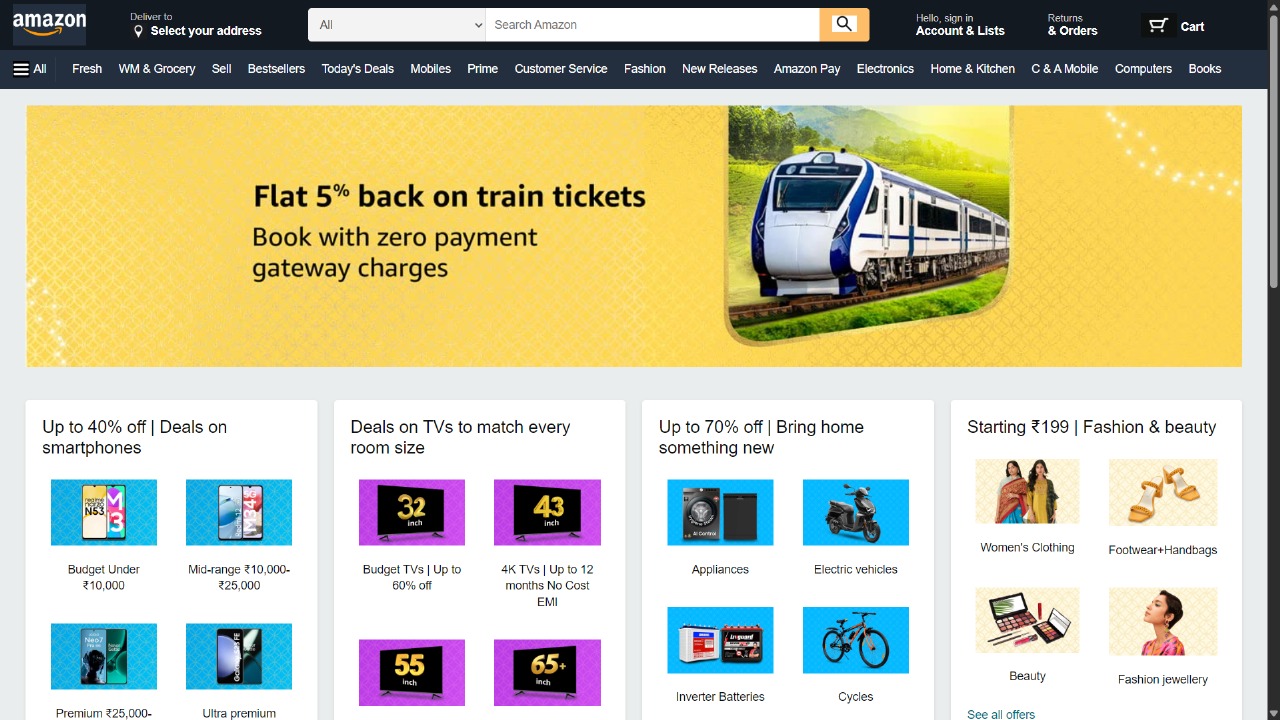 amazon
Deliver to
Select your address
All
Search Amazon
Hello, sign in
Account & Lists
Returns
& Orders
Cart
All
Fresh
WM & Grocery
Sell
Bestsellers
Today's Deals
Mobiles
Prime
Customer Service
Fashion
New Releases
Amazon Pay
Electronics
Home & Kitchen
C & A Mobile
Computers
Books
Flat 5% back on train tickets
Book with zero payment
gateway charges
Up to 40% off | Deals on
smartphones
N53
Budget Under
₹10,000
Mid-range ₹10,000-
₹25,000
Premium ₹25,000-
Ultra premium
Deals on TVs to match every
room size
32
inch
43
inch
Budget TVs | Up to
60% off
4K TVs | Up to 12
months No Cost
EMI
55
inch
65+
inch
Up to 70% off | Bring home
something new
AI Control
Appliances
Electric vehicles
Inverter Batteries
Cycles
Starting ₹199 | Fashion & beauty
Women's Clothing
Footwear+Handbags
Beauty
Fashion jewellery
See all offers